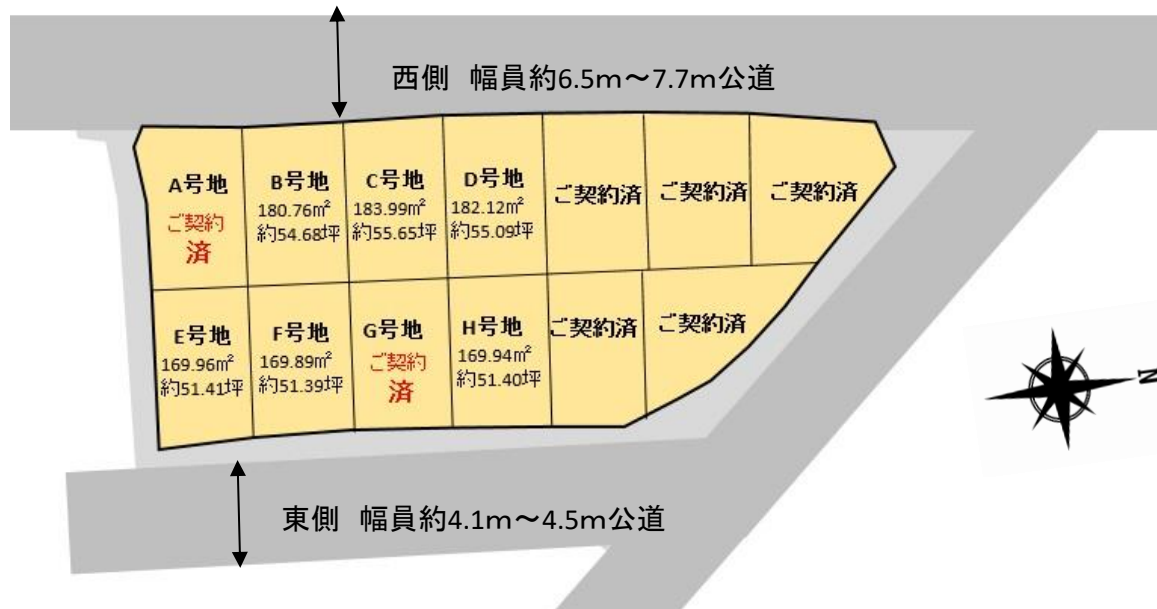 西側 幅員約6.5m~7.7m公道
A号地
ご契約
済
B号地
180.76㎡
約54.68坪
C号地
183.99㎡
約55.65坪
D号地
182.12㎡
約55.09坪
ご契約済
ご契約済
ご契約済
E号地
169.96㎡
約51.41坪
F号地
169.89㎡
約51.39坪
G号地
ご契約
済
H号地
169.94㎡
約51.40坪
ご契約済
ご契約済
N
東側 幅員約4.1m~4.5m公道